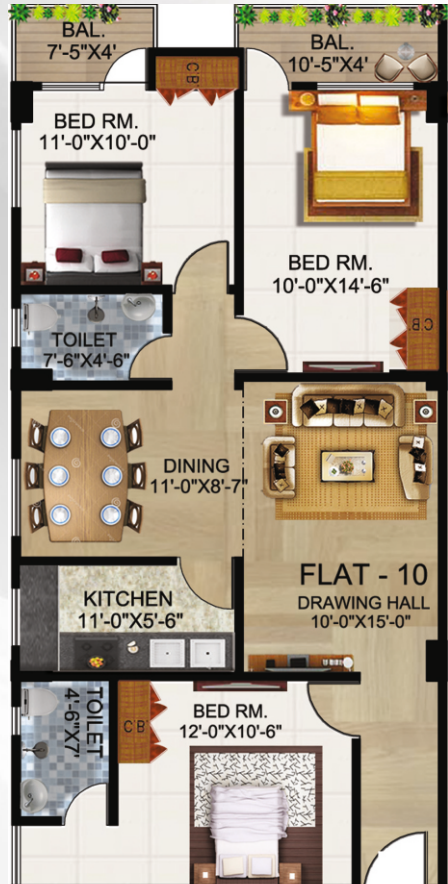 BAL.
7'-5"X4'
BAL.
10'-5"X4'
C.B
BED RM.
11'-0"X10'-0"
BED RM.
10'-0"X14'-6"
C.B
TOILET
7'-6"X4'-6"
DINING
11'-0"X8'-7"
FLAT - 10
DRAWING HALL
10'-0"X15'-0"
KITCHEN
11'-0"X5'-6"
TOILET
4'-6"X7'
C.B
BED RM.
12'-0"X10'-6"